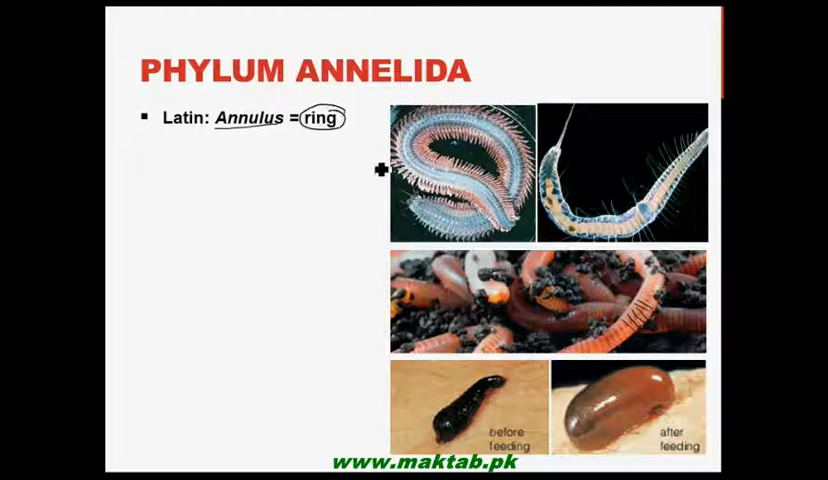 PHYLUM ANNELIDA
▪ Latin: Annulus =ring
before
feeding
after
feeding
www.maktab.pk